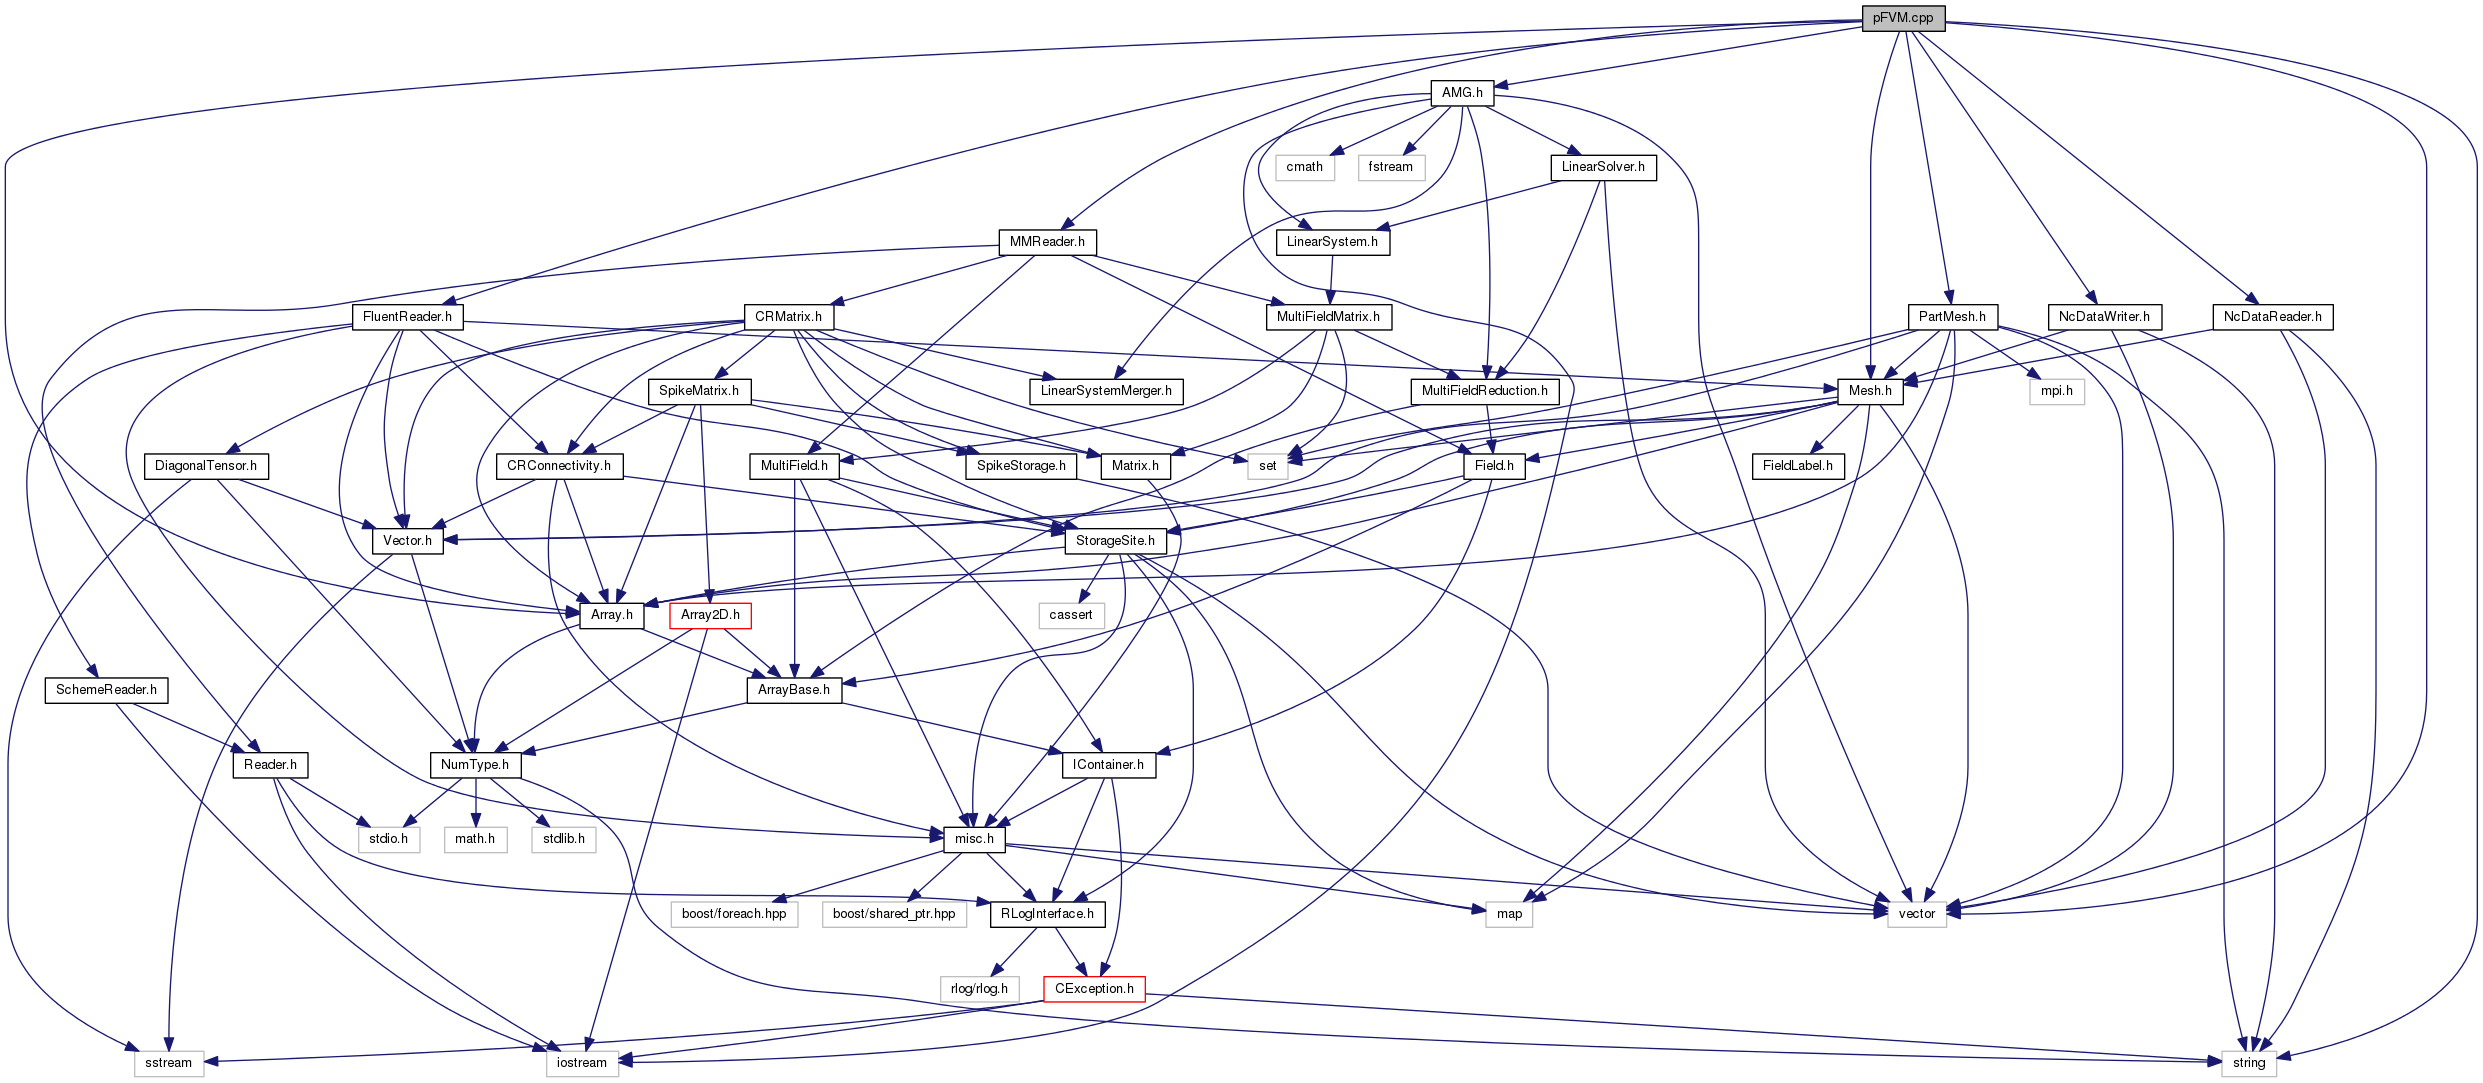 pFVM.cpp
AMG.h
cmath
fstream
LinearSolver.h
MMReader.h
LinearSystem.h
FluentReader.h
CRMatrix.h
MultiFieldMatrix.h
PartMesh.h
NcDataWriter.h
NcDataReader.h
SpikeMatrix.h
LinearSystemMerger.h
MultiFieldReduction.h
Mesh.h
mpi.h
DiagonalTensor.h
CRConnectivity.h
MultiField.h
SpikeStorage.h
Matrix.h
set
Field.h
FieldLabel.h
Vector.h
StorageSite.h
Array.h
Array2D.h
cassert
SchemeReader.h
ArrayBase.h
Reader.h
NumType.h
IContainer.h
stdio.h
math.h
stdlib.h
misc.h
boost/foreach.hpp
boost/shared_ptr.hpp
RLogInterface.h
map
vector
rlog/rlog.h
CException.h
sstream
iostream
string